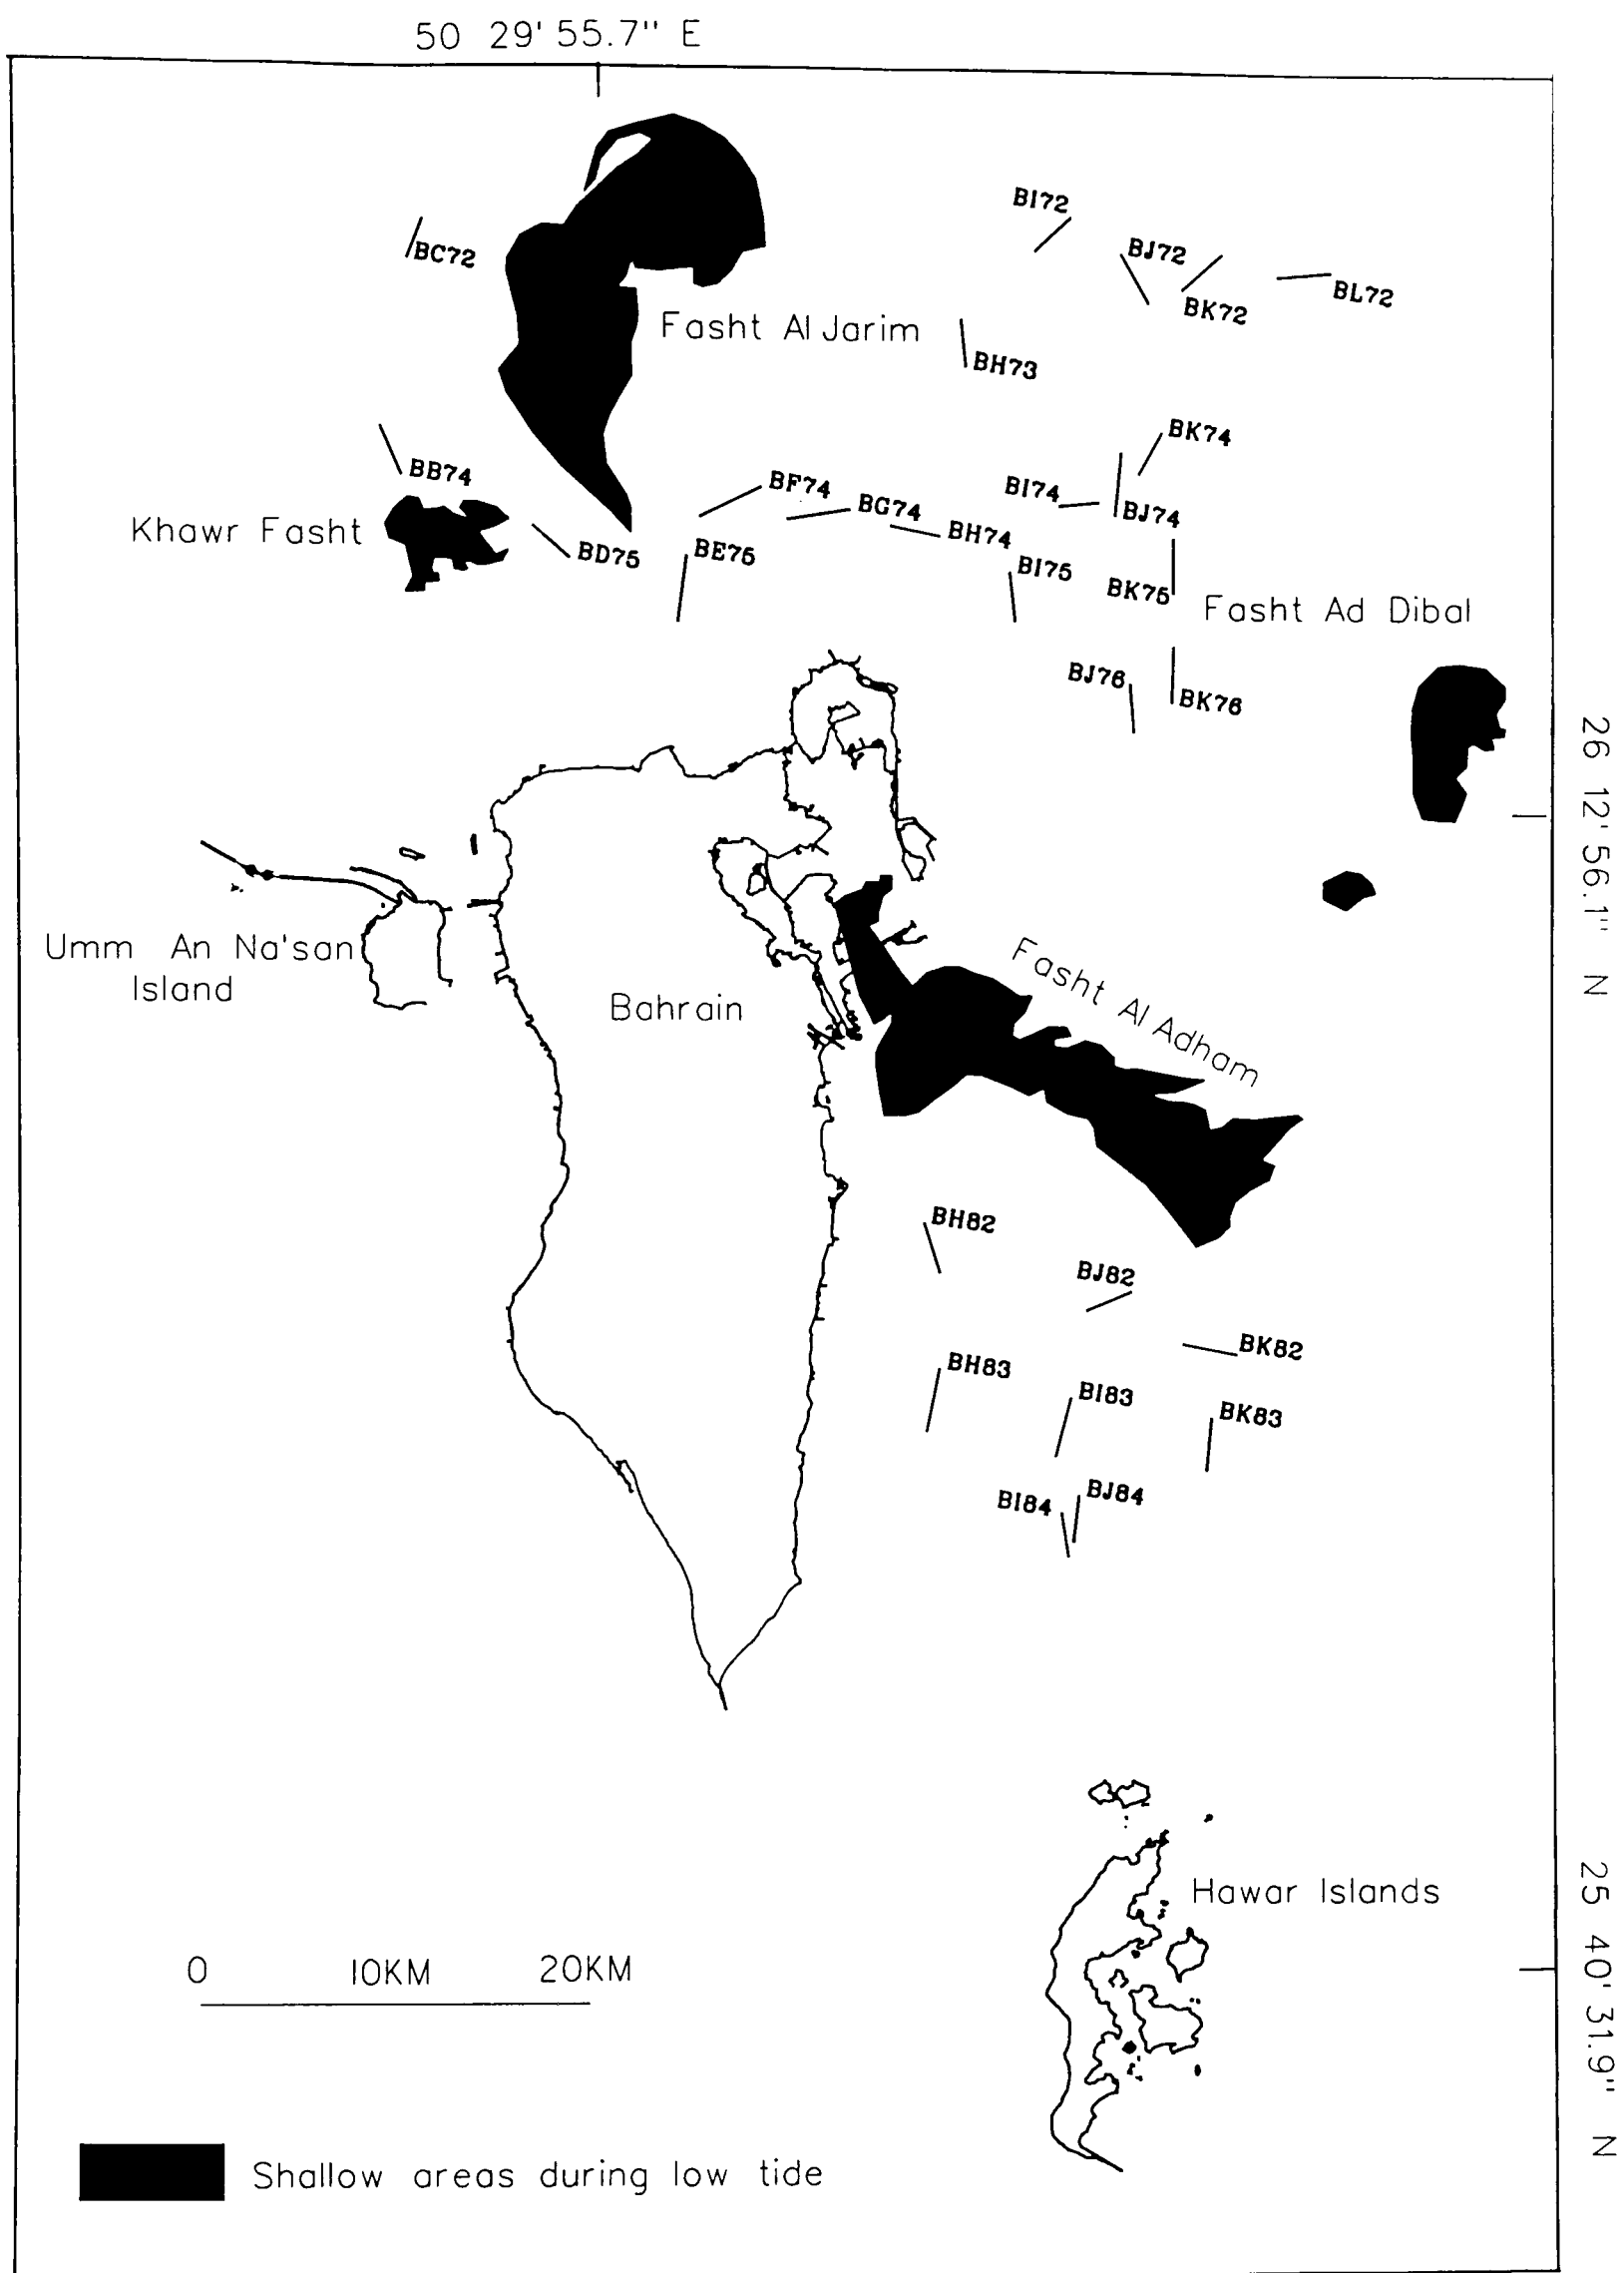 50 29' 55.7" E
BI72
BC72
BJ72
BL72
BK72
Fasht Al Jarim
BH73
BK74
BB74
BF74
BI74
BG74
BJ74
Khawr Fasht
BH74
BD75
BE75
BI75
BK75
Fasht Ad Dibal
BJ76
BK76
26 12' 56.1" N
Umm An Na'san
Island
Bahrain
Fasht Al Adham
BH82
BJ82
BK82
BH83
BI83
BK83
BI84
BJ84
Hawar Islands
25 40' 31.9" N
0 10KM 20KM
Shallow areas during low tide